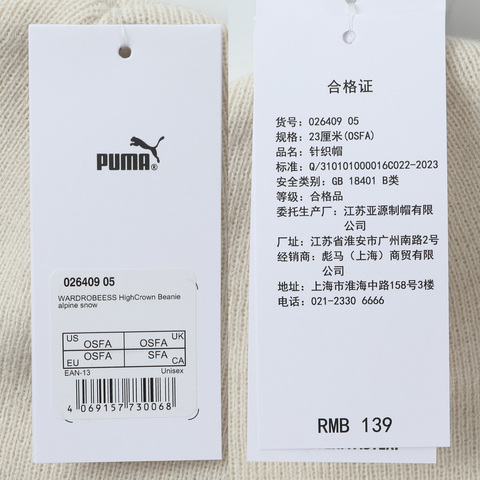 PUMA®
026409 05
WARDROBEESS HighCrown Beanie
alpine snow
US OSFA OSFA UK
EU OSFA SFA CA
EAN-13 Unisex
4 069157 730068
合格证
货号: 026409 05
规格: 23厘米(OSFA)
品名: 针织帽
标准: Q/310101000016C022-2023
安全类别: GB 18401 B类
等级: 合格品
委托生产厂: 江苏亚源制帽有限
公司
厂址: 江苏省淮安市广州南路2号
经销商: 彪马(上海)商贸有限
公司
地址: 上海市淮海中路158号3楼
电话: 021-2330 6666
RMB 139